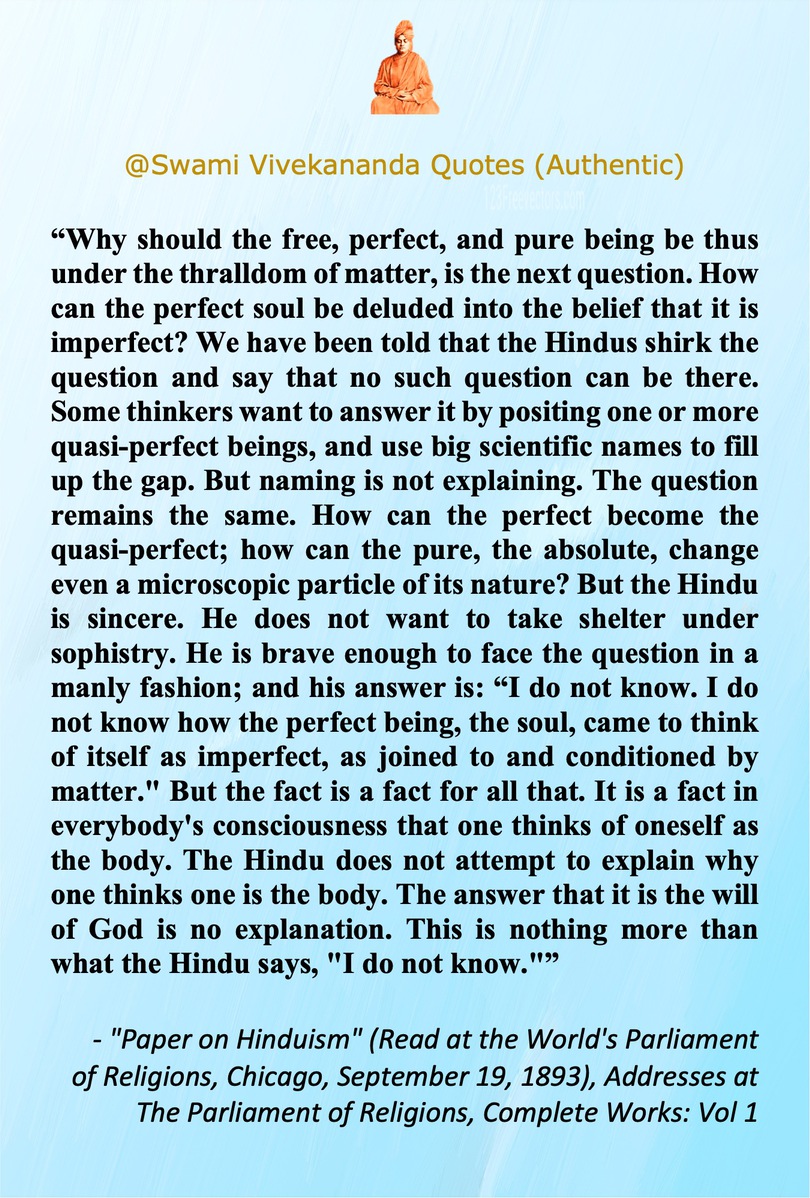 @Swami Vivekananda Quotes (Authentic)
123Freevectors.com
“Why should the free, perfect, and pure being be thus
under the thralldom of matter, is the next question. How
can the perfect soul be deluded into the belief that it is
imperfect? We have been told that the Hindus shirk the
question and say that no such question can be there.
Some thinkers want to answer it by positing one or more
quasi-perfect beings, and use big scientific names to fill
up the gap. But naming is not explaining. The question
remains the same. How can the perfect become the
quasi-perfect; how can the pure, the absolute, change
even a microscopic particle of its nature? But the Hindu
is sincere. He does not want to take shelter under
sophistry. He is brave enough to face the question in a
manly fashion; and his answer is: “I do not know. I do
not know how the perfect being, the soul, came to think
of itself as imperfect, as joined to and conditioned by
matter." But the fact is a fact for all that. It is a fact in
everybody's consciousness that one thinks of oneself as
the body. The Hindu does not attempt to explain why
one thinks one is the body. The answer that it is the will
of God is no explanation. This is nothing more than
what the Hindu says, "I do not know."”
- "Paper on Hinduism" (Read at the World's Parliament
of Religions, Chicago, September 19, 1893), Addresses at
The Parliament of Religions, Complete Works: Vol 1